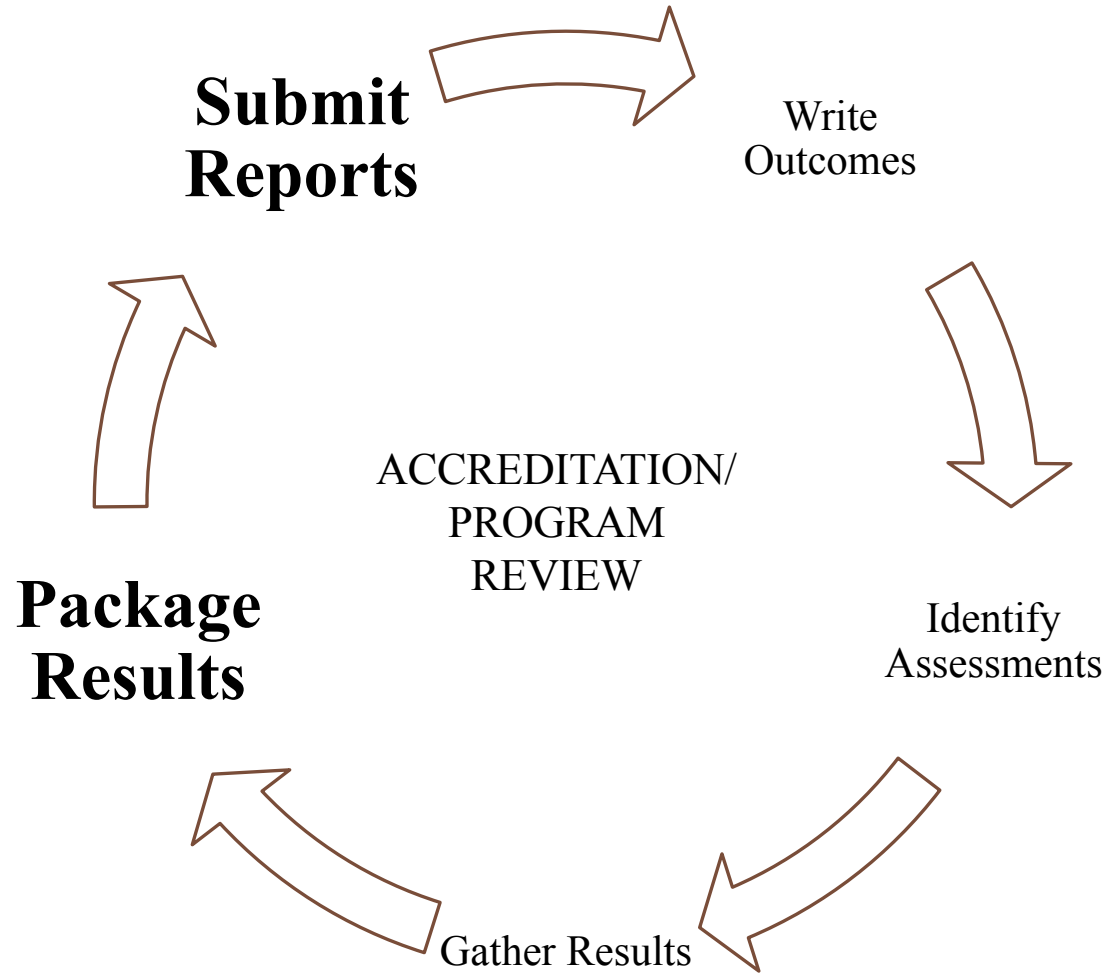 Submit
Reports
Write
Outcomes
ACCREDITATION/
PROGRAM
REVIEW
Package
Results
Identify
Assessments
Gather Results